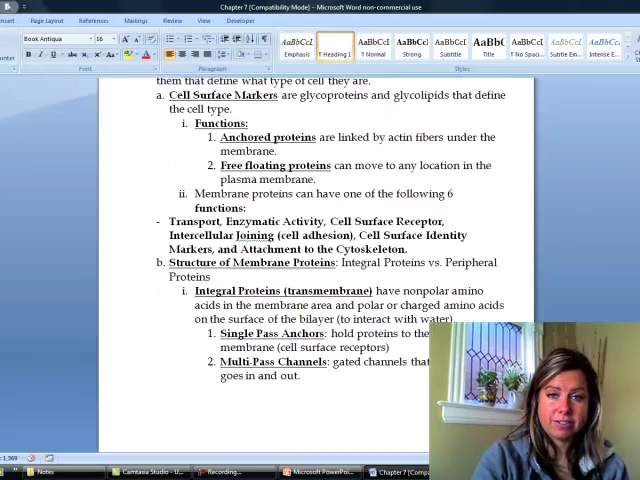 Chapter 7 [Compatibility Mode] - Microsoft Word non-commercial use
Page Layout References Mailings Review View Developer
Book Antiqua 16
Font Paragraph Styles
AaBbCcI AaBbCcI AaBbCcI AaBbCcI AaBbCcI AaBbC AaBbCcI AaBbCcI AaBbCcI
Emphasis ¶ Heading 1 ¶ Normal Strong Subtitle Title ¶ No Spaci... Subtle Em... Intense E...
them that define what type of cell they are.
a. Cell Surface Markers are glycoproteins and glycolipids that define
the cell type.
i. Functions:
1. Anchored proteins are linked by actin fibers under the
membrane.
2. Free floating proteins can move to any location in the
plasma membrane.
ii. Membrane proteins can have one of the following 6
functions:
- Transport, Enzymatic Activity, Cell Surface Receptor,
Intercellular Joining (cell adhesion), Cell Surface Identity
Markers, and Attachment to the Cytoskeleton.
b. Structure of Membrane Proteins: Integral Proteins vs. Peripheral
Proteins
i. Integral Proteins (transmembrane) have nonpolar amino
acids in the membrane area and polar or charged amino acids
on the surface of the bilayer (to interact with water)
1. Single Pass Anchors: hold proteins to the
membrane (cell surface receptors)
2. Multi-Pass Channels: gated channels that
goes in and out.
1,369
Notes Camtasia Studio - U... Recording... Microsoft PowerPoi... Chapter 7 [Comp